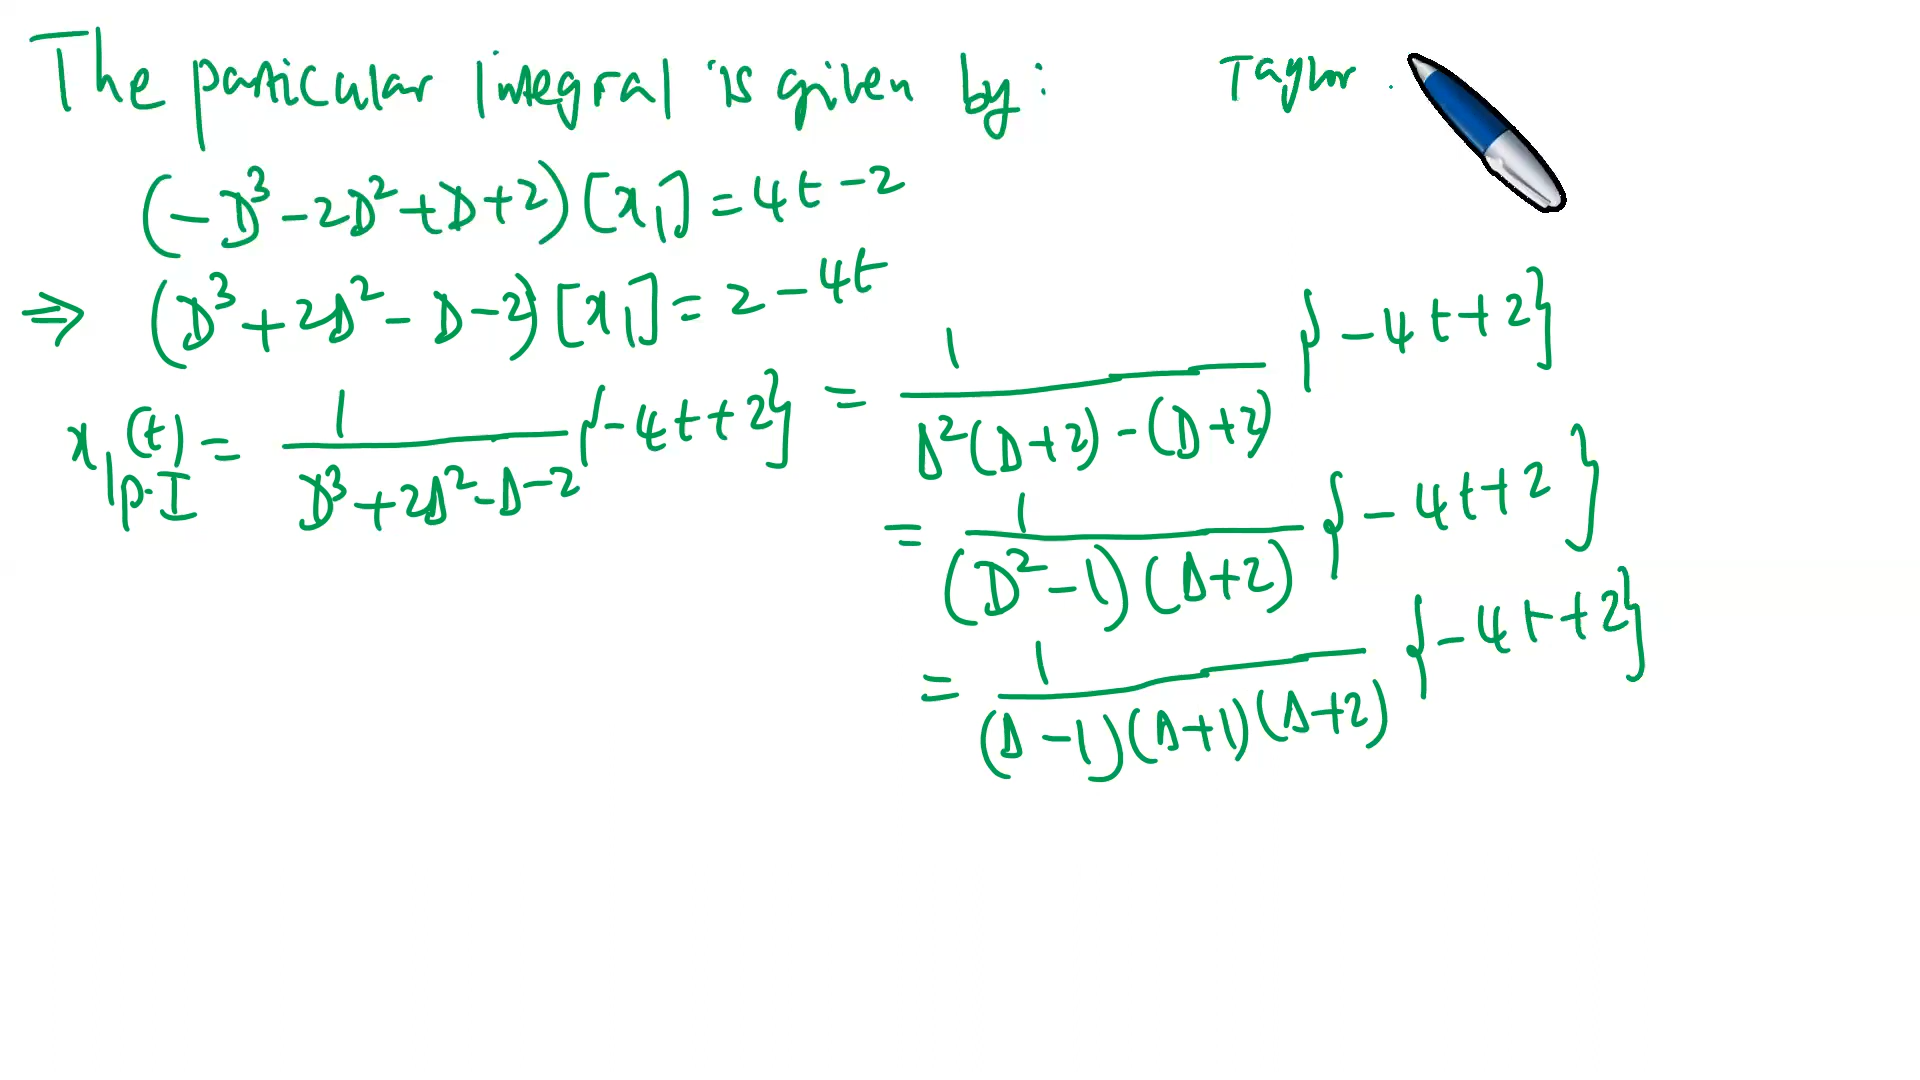 The particular Integral is given by:
Taylor .
(-D³-2D²+D+2)[x₁]=4t-2
⇒ (D³+2D²-D-2)[x₁]=2-4t
x₁(t)P.I = 1/(D³+2D²-D-2) {-4t+2} = 1/(D²(D+2)-(D+2)) {-4t+2}
= 1/((D²-1)(D+2)) {-4t+2}
= 1/((D-1)(D+1)(D+2)) {-4t+2}